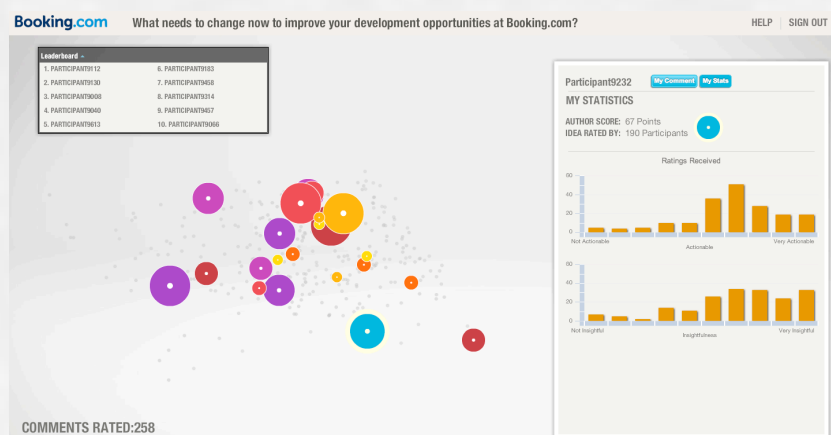 Booking.com What needs to change now to improve your development opportunities at Booking.com? HELP SIGN OUT
Leaderboard
1. PARTICIPANT9112 6. PARTICIPANT9183
2. PARTICIPANT9130 7. PARTICIPANT9458
3. PARTICIPANT9008 8. PARTICIPANT9314
4. PARTICIPANT9040 9. PARTICIPANT9457
5. PARTICIPANT9613 10. PARTICIPANT9066
Participant9232 My Comment My Stats
MY STATISTICS
AUTHOR SCORE: 67 Points
IDEA RATED BY: 190 Participants
Ratings Received
60
40
20
0
Not Actionable Very Actionable
Actionable
60
40
20
0
Not Insightful Very Insightful
Insightfulness
COMMENTS RATED:258